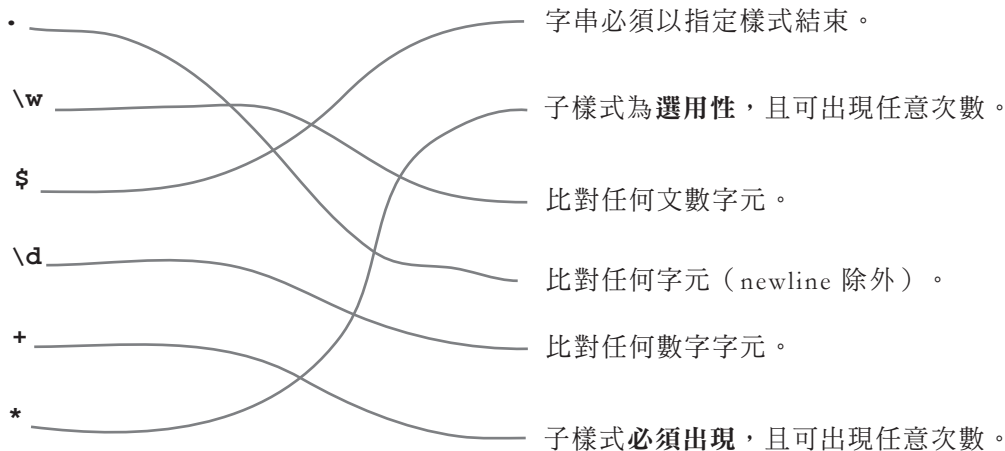 .
字串必須以指定樣式結束。
\w
子樣式為選用性，且可出現任意次數。
$
比對任何文數字元。
\d
比對任何字元（newline 除外）。
+
比對任何數字字元。
*
子樣式必須出現，且可出現任意次數。